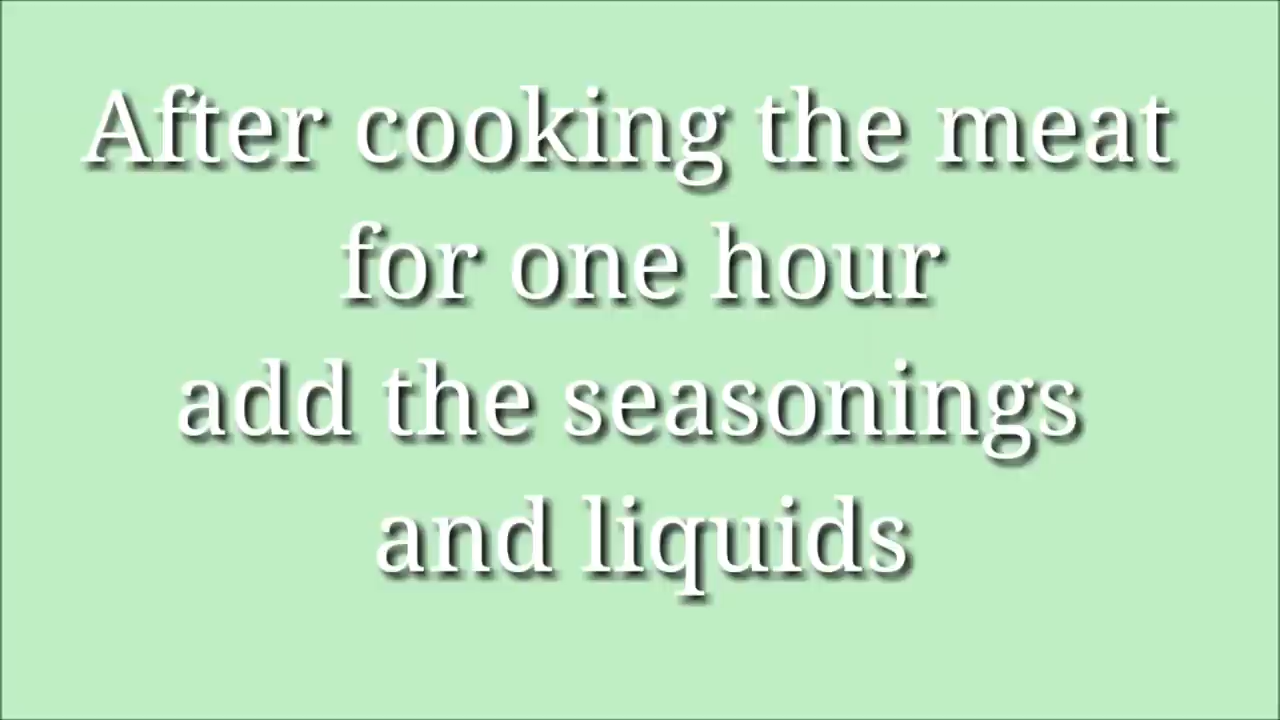 After cooking the meat
for one hour
add the seasonings
and liquids